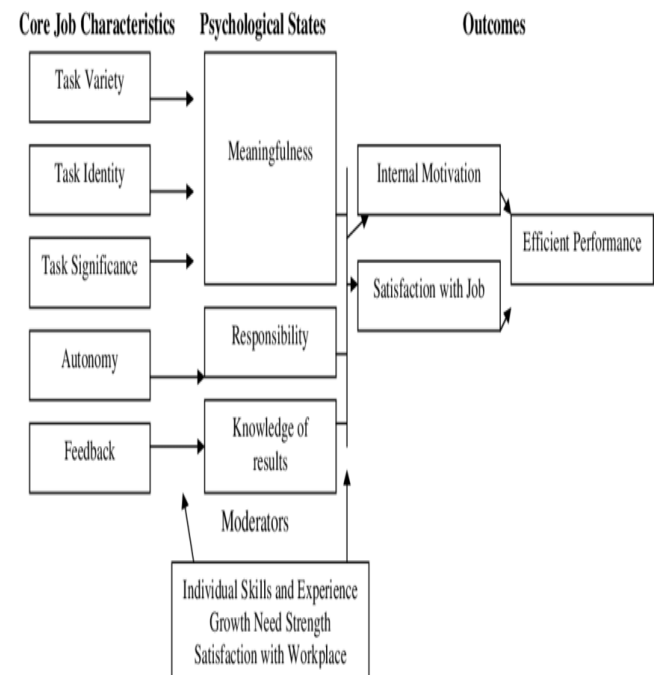 Core Job Characteristics
Psychological States
Outcomes
Task Variety
Task Identity
Task Significance
Autonomy
Feedback
Meaningfulness
Responsibility
Knowledge of
results
Internal Motivation
Satisfaction with Job
Efficient Performance
Moderators
Individual Skills and Experience
Growth Need Strength
Satisfaction with Workplace